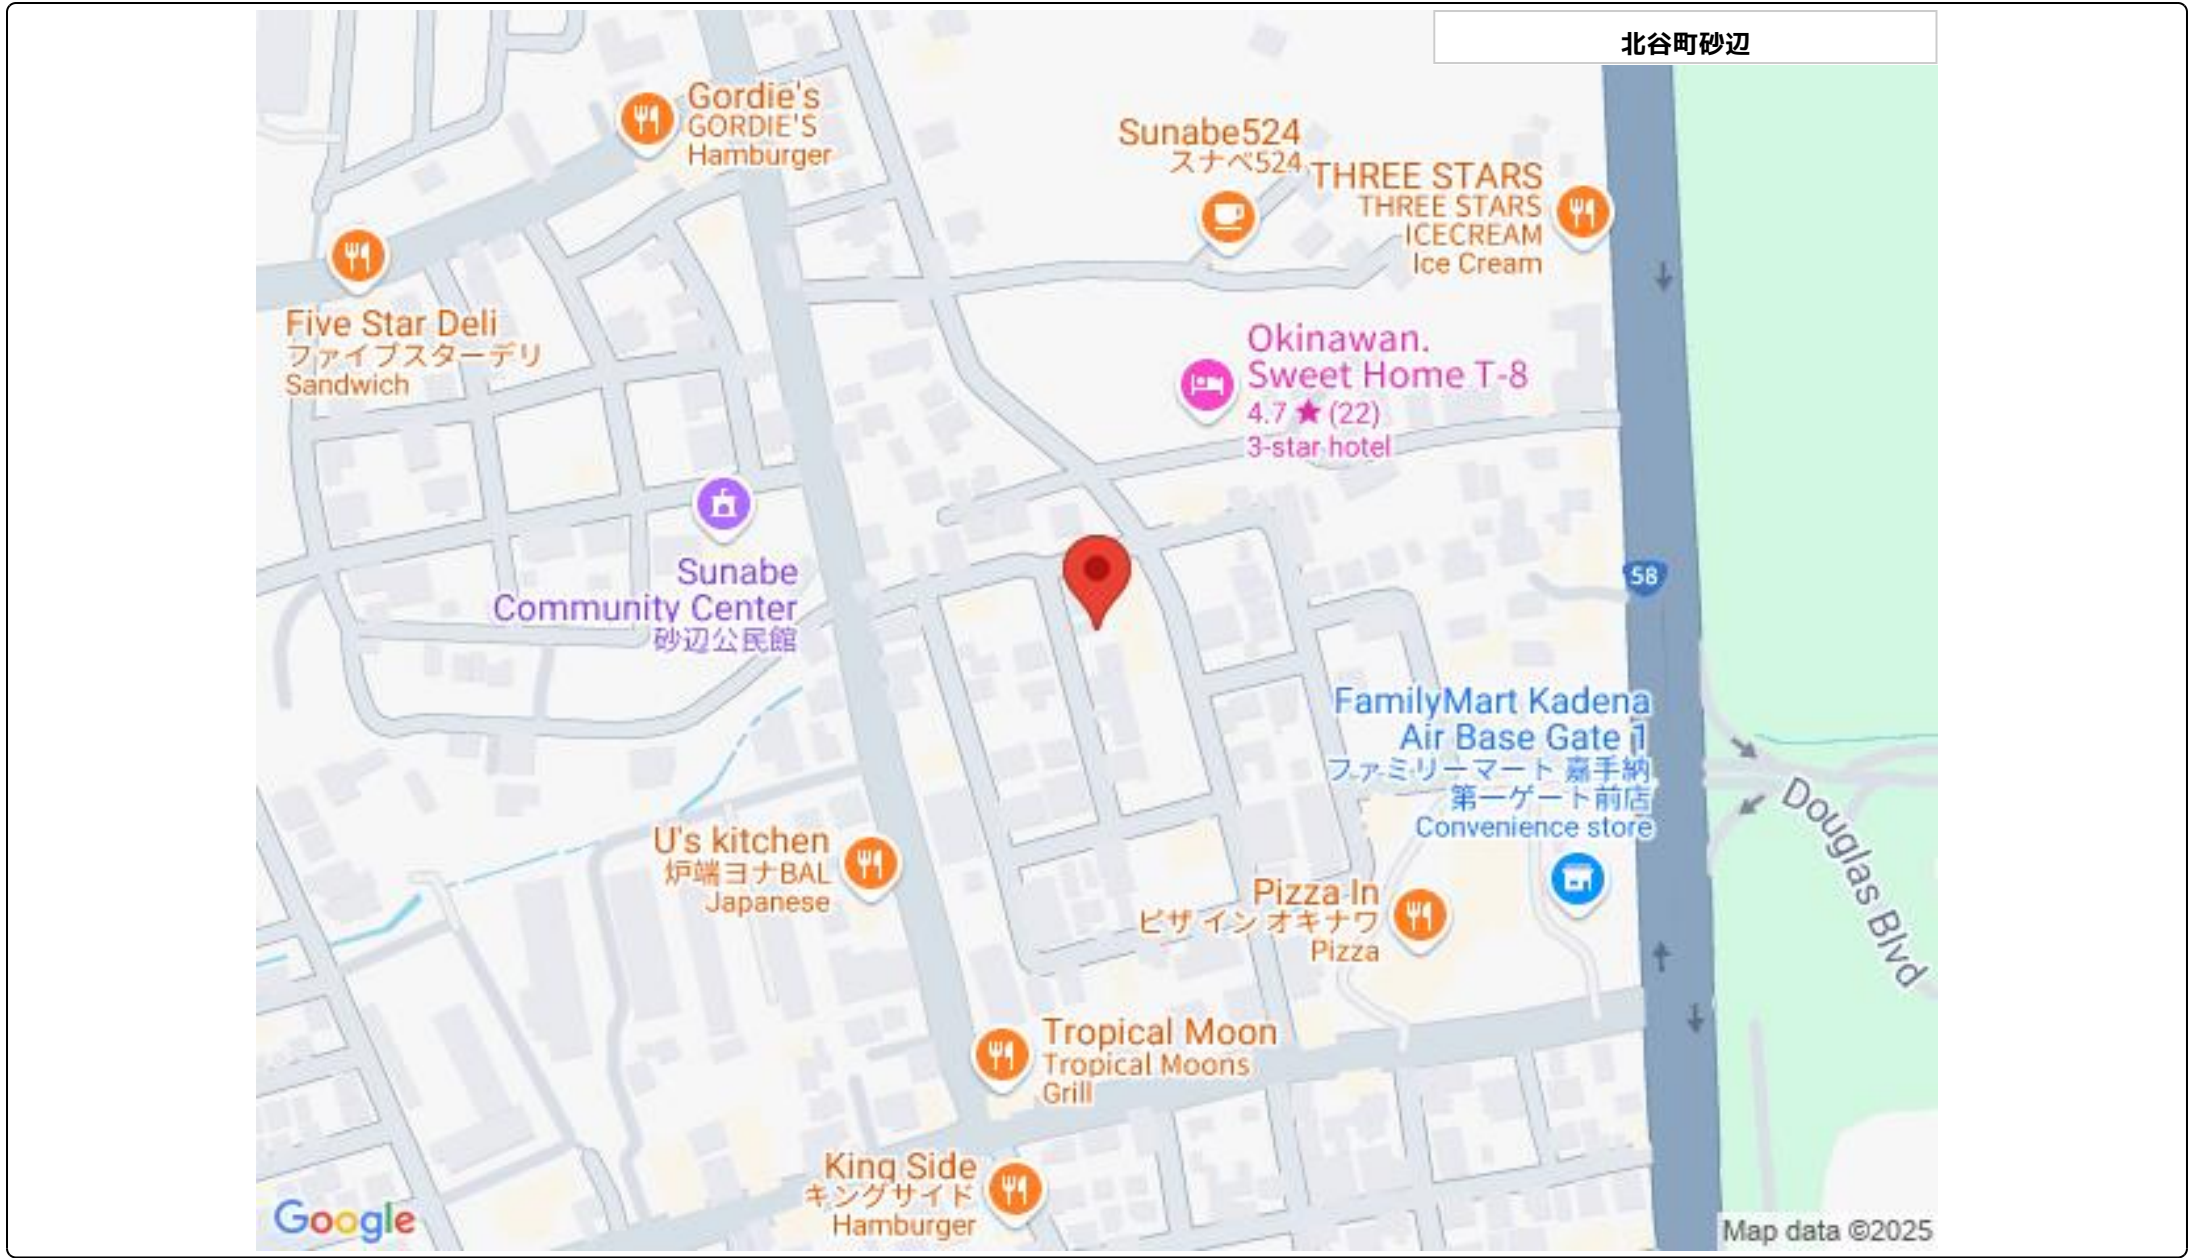 北谷町砂辺
Gordie's
GORDIE'S
Hamburger
Sunabe524
スナベ524
THREE STARS
THREE STARS
ICECREAM
Ice Cream
Five Star Deli
ファイブスターデリ
Sandwich
Okinawan.
Sweet Home T-8
4.7 ★ (22)
3-star hotel
Sunabe
Community Center
砂辺公民館
58
FamilyMart Kadena
Air Base Gate 1
ファミリーマート 嘉手納
第一ゲート前店
Convenience store
Douglas Blvd
U's kitchen
炉端ヨナBAL
Japanese
Pizza In
ピザ イン オキナワ
Pizza
Tropical Moon
Tropical Moons
Grill
King Side
キングサイド
Hamburger
Google
Map data ©2025